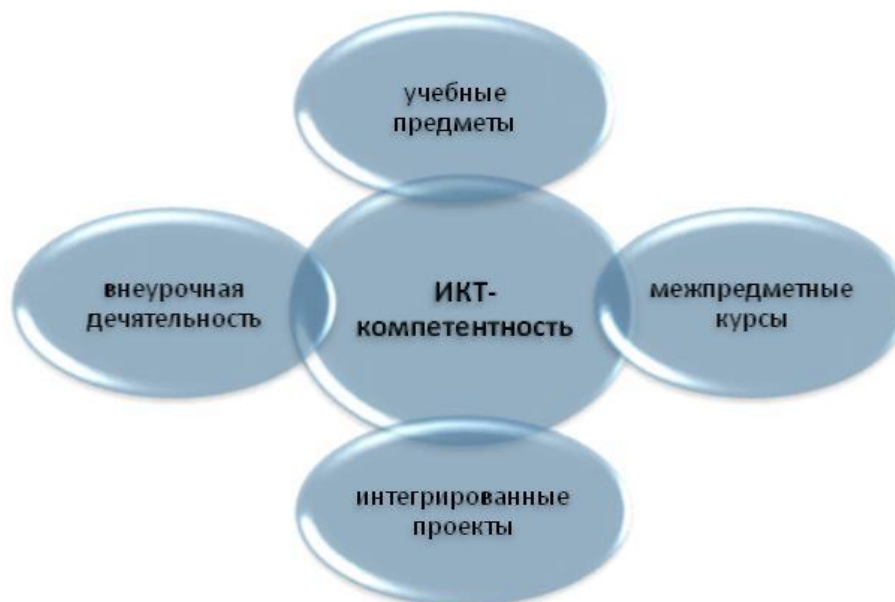 учебные
предметы
внеурочная
дечятельность
ИКТ-
компетентность
межпредметные
курсы
интегрированные
проекты